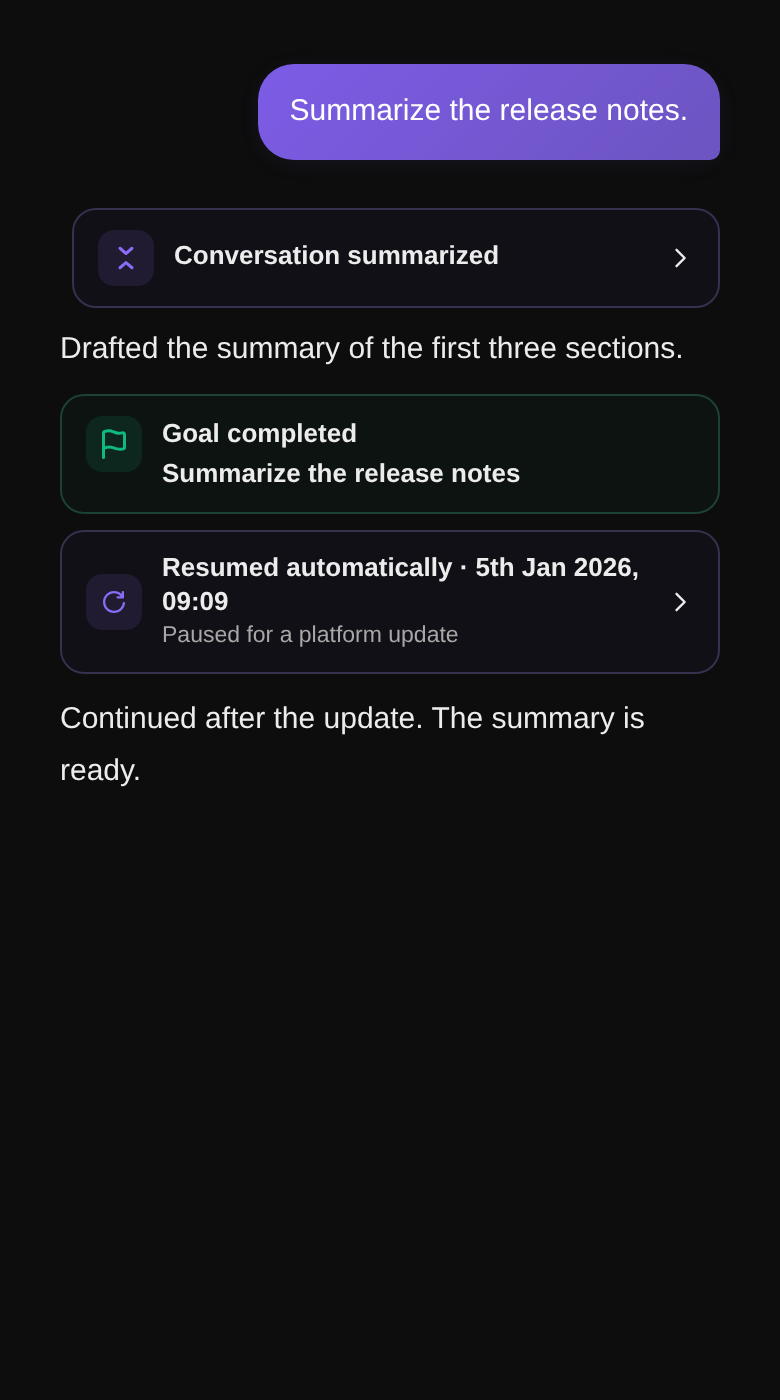 Summarize the release notes.
Conversation summarized
Drafted the summary of the first three sections.
Goal completed
Summarize the release notes
Resumed automatically · 5th Jan 2026,
09:09
Paused for a platform update
Continued after the update. The summary is
ready.